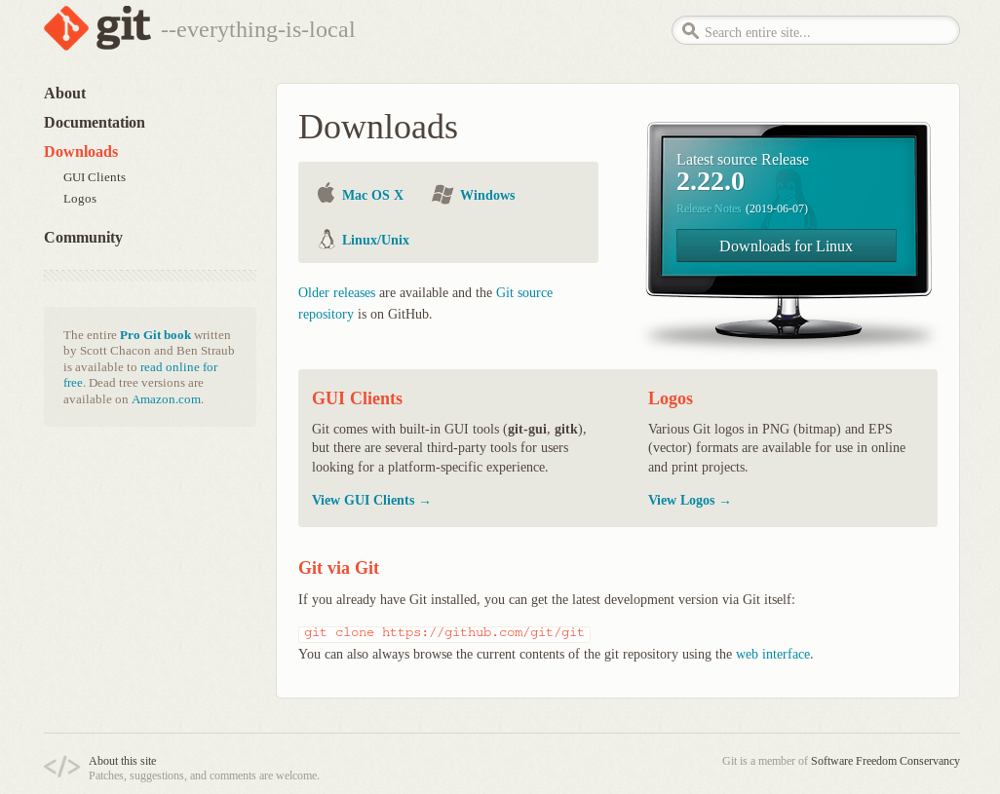 git --everything-is-local
Search entire site...
About
Documentation
Downloads
GUI Clients
Logos
Community
The entire Pro Git book written
by Scott Chacon and Ben Straub
is available to read online for
free. Dead tree versions are
available on Amazon.com.
Downloads
Mac OS X
Windows
Linux/Unix
Older releases are available and the Git source
repository is on GitHub.
Latest source Release
2.22.0
Release Notes (2019-06-07)
Downloads for Linux
GUI Clients
Git comes with built-in GUI tools (git-gui, gitk),
but there are several third-party tools for users
looking for a platform-specific experience.
View GUI Clients →
Logos
Various Git logos in PNG (bitmap) and EPS
(vector) formats are available for use in online
and print projects.
View Logos →
Git via Git
If you already have Git installed, you can get the latest development version via Git itself:
git clone https://github.com/git/git
You can also always browse the current contents of the git repository using the web interface.
</> About this site
Patches, suggestions, and comments are welcome.
Git is a member of Software Freedom Conservancy